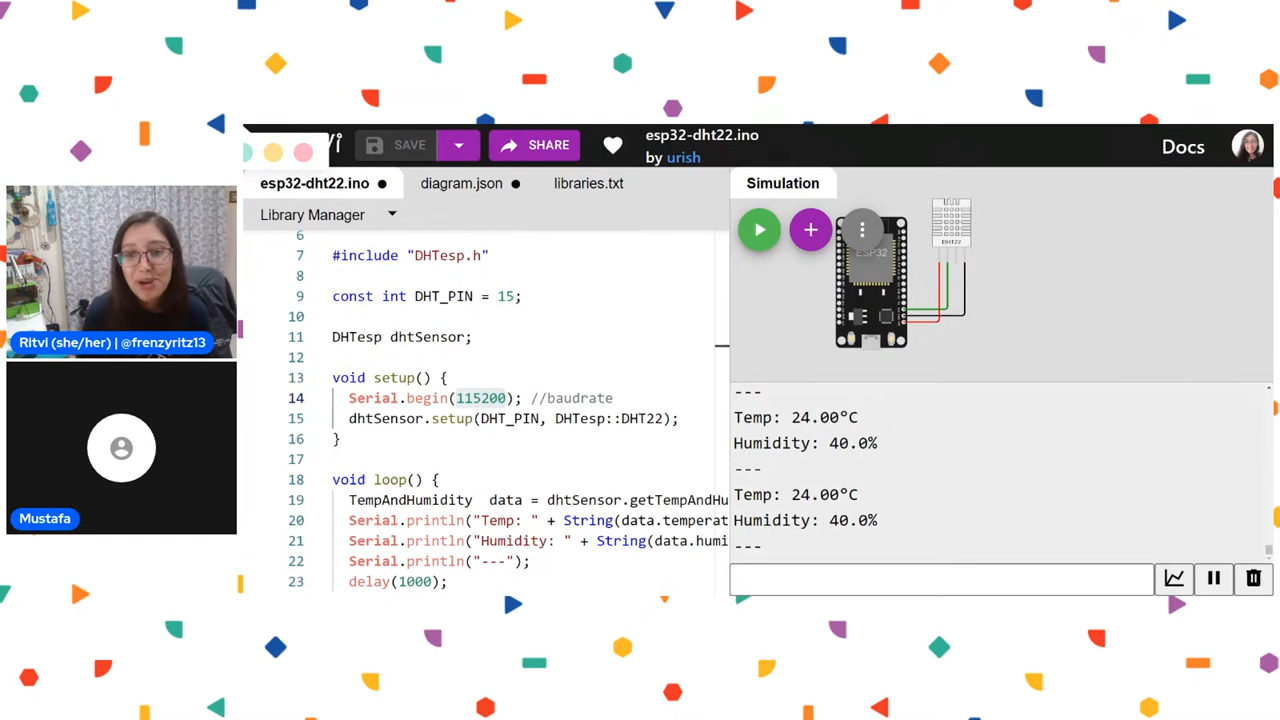 SAVE
SHARE
esp32-dht22.ino
by urish
Docs
esp32-dht22.ino
diagram.json
libraries.txt
Simulation
Library Manager
6
7 #include "DHTesp.h"
8
9 const int DHT_PIN = 15;
10
11 DHTesp dhtSensor;
12
13 void setup() {
14 Serial.begin(115200); //baudrate
15 dhtSensor.setup(DHT_PIN, DHTesp::DHT22);
16 }
17
18 void loop() {
19 TempAndHumidity data = dhtSensor.getTempAndHu
20 Serial.println("Temp: " + String(data.temperat
21 Serial.println("Humidity: " + String(data.humi
22 Serial.println("---");
23 delay(1000);
ESP32
DHT22
---
Temp: 24.00°C
Humidity: 40.0%
---
Temp: 24.00°C
Humidity: 40.0%
---
Ritvi (she/her) | @frenzyritz13
Mustafa